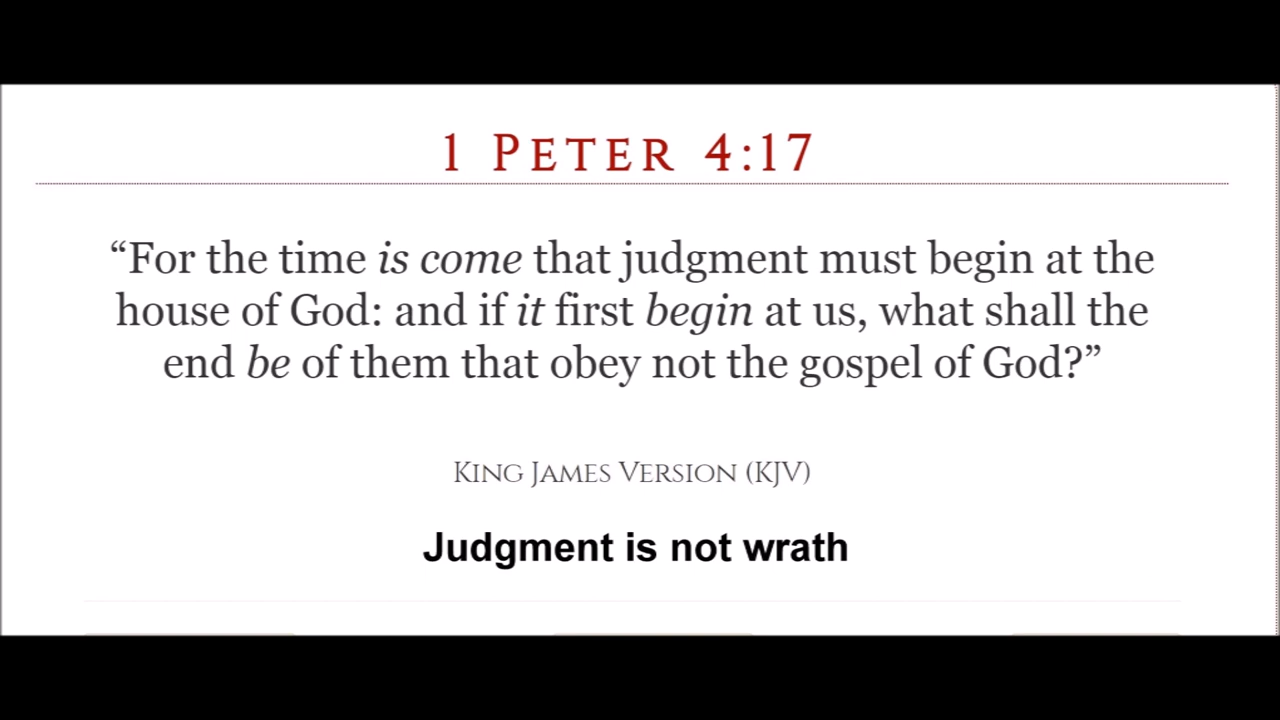 1 PETER 4:17
“For the time is come that judgment must begin at the
house of God: and if it first begin at us, what shall the
end be of them that obey not the gospel of God?”
KING JAMES VERSION (KJV)
Judgment is not wrath